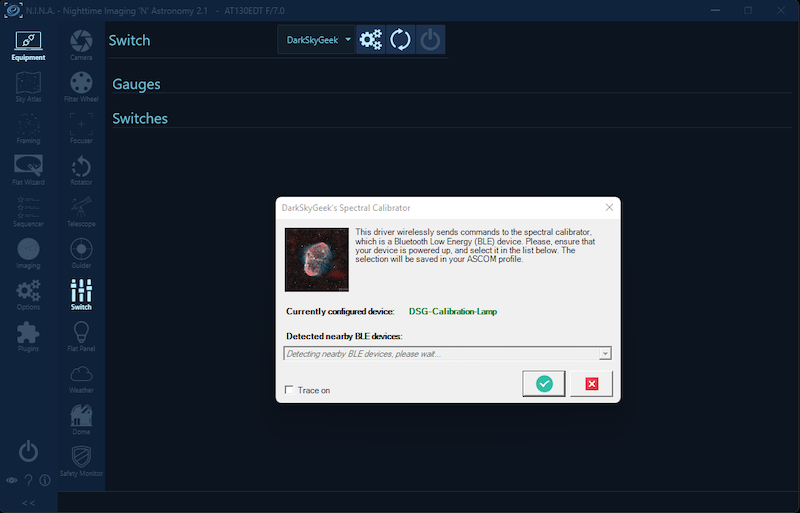 N.I.N.A. - Nighttime Imaging 'N' Astronomy 2.1 - AT130EDT F/7.0
Equipment
Sky Atlas
Framing
Flat Wizard
Sequencer
Imaging
Options
Plugins
<<
Camera
Filter Wheel
Focuser
Rotator
Telescope
Guider
Switch
Flat Panel
Weather
Dome
Safety Monitor
Switch
DarkSkyGeek
Gauges
Switches
DarkSkyGeek's Spectral Calibrator
This driver wirelessly sends commands to the spectral calibrator,
which is a Bluetooth Low Energy (BLE) device. Please, ensure that
your device is powered up, and select it in the list below. The
selection will be saved in your ASCOM profile.
Currently configured device: DSG-Calibration-Lamp
Detected nearby BLE devices:
Detecting nearby BLE devices, please wait...
Trace on